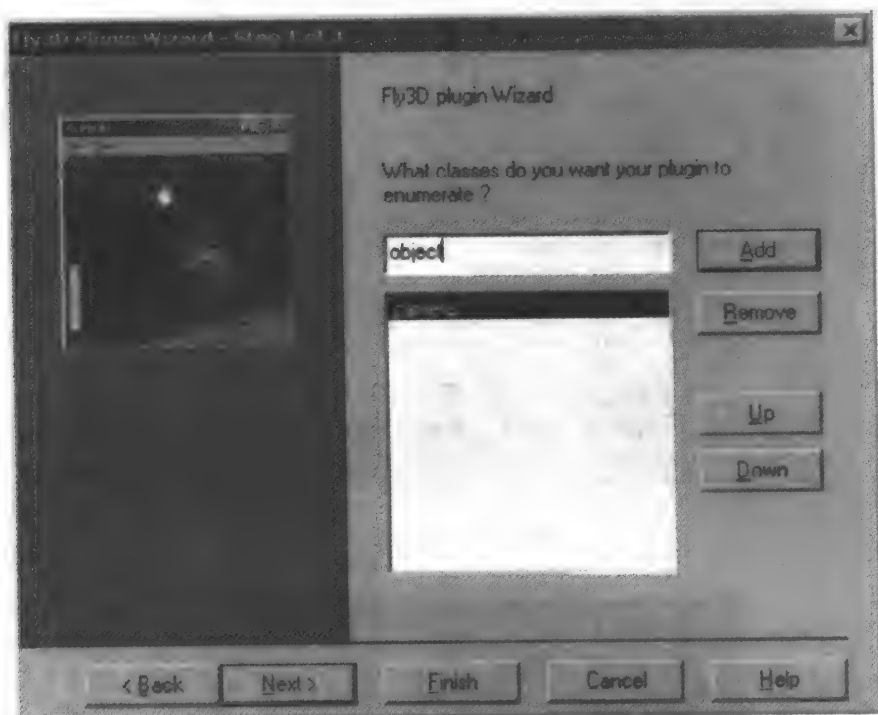 Fly3D plugin Wizard
What classes do you want your plugin to
enumerate ?
object
Add
Remove
Up
Down
< Back
Next >
Finish
Cancel
Help